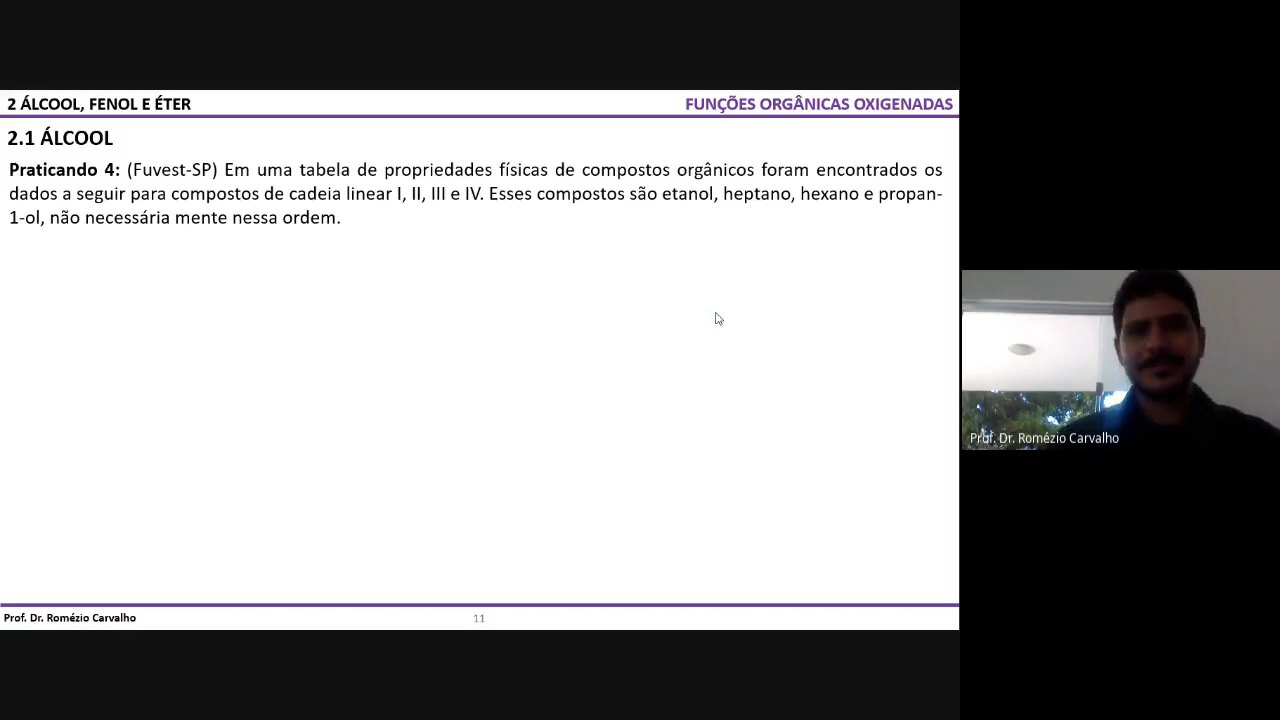 2 ÁLCOOL, FENOL E ÉTER
FUNÇÕES ORGÂNICAS OXIGENADAS
2.1 ÁLCOOL
Praticando 4: (Fuvest-SP) Em uma tabela de propriedades físicas de compostos orgânicos foram encontrados os
dados a seguir para compostos de cadeia linear I, II, III e IV. Esses compostos são etanol, heptano, hexano e propan-
1-ol, não necessária mente nessa ordem.
Prof. Dr. Romézio Carvalho
Prof. Dr. Romézio Carvalho
11